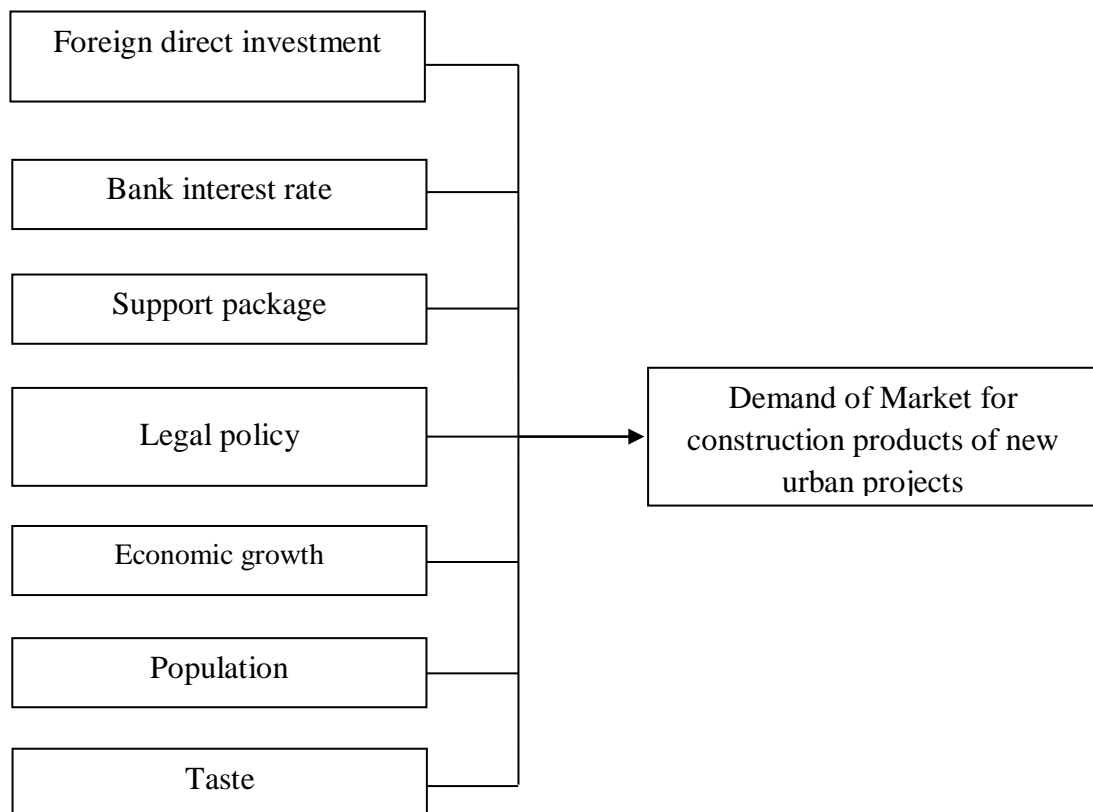 Foreign direct investment
Bank interest rate
Support package
Legal policy
Economic growth
Population
Taste
Demand of Market for
construction products of new
urban projects